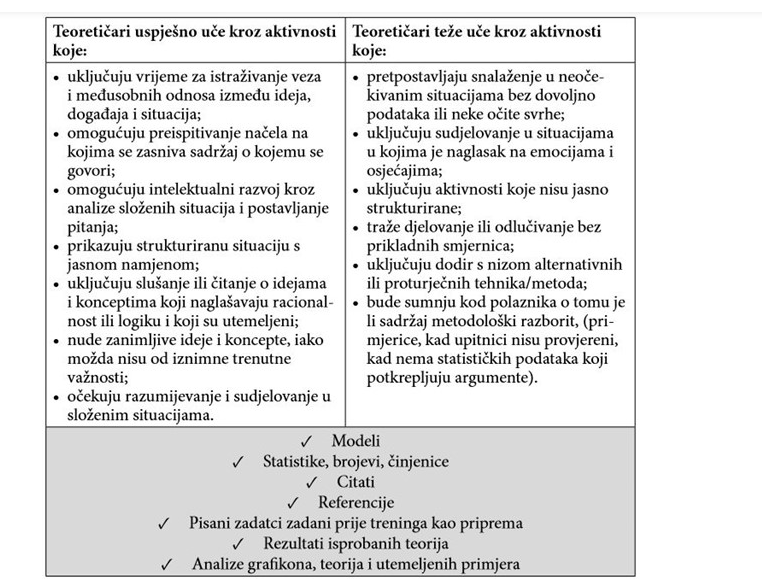 Teoretičari uspješno uče kroz aktivnosti
koje:
• uključuju vrijeme za istraživanje veza
i međusobnih odnosa između ideja,
događaja i situacija;
• omogućuju preispitivanje načela na
kojima se zasniva sadržaj o kojemu se
govori;
• omogućuju intelektualni razvoj kroz
analize složenih situacija i postavljanje
pitanja;
• prikazuju strukturiranu situaciju s
jasnom namjenom;
• uključuju slušanje ili čitanje o idejama
i konceptima koji naglašavaju racional-
nost ili logiku i koji su utemeljeni;
• nude zanimljive ideje i koncepte, iako
možda nisu od iznimne trenutne
važnosti;
• očekuju razumijevanje i sudjelovanje u
složenim situacijama.
Teoretičari teže uče kroz aktivnosti
koje:
• pretpostavljaju snalaženje u neoče-
kivanim situacijama bez dovoljno
podataka ili neke očite svrhe;
• uključuju sudjelovanje u situacijama
u kojima je naglasak na emocijama i
osjećajima;
• uključuju aktivnosti koje nisu jasno
strukturirane;
• traže djelovanje ili odlučivanje bez
prikladnih smjernica;
• uključuju dodir s nizom alternativnih
ili proturječnih tehnika/metoda;
• bude sumnju kod polaznika o tomu je
li sadržaj metodološki razborit, (pri-
mjerice, kad upitnici nisu provjereni,
kad nema statističkih podataka koji
potkrepljuju argumente).
✓ Modeli
✓ Statistike, brojevi, činjenice
✓ Citati
✓ Referencije
✓ Pisani zadatci zadani prije treninga kao priprema
✓ Rezultati isprobanih teorija
✓ Analize grafikona, teorija i utemeljenih primjera